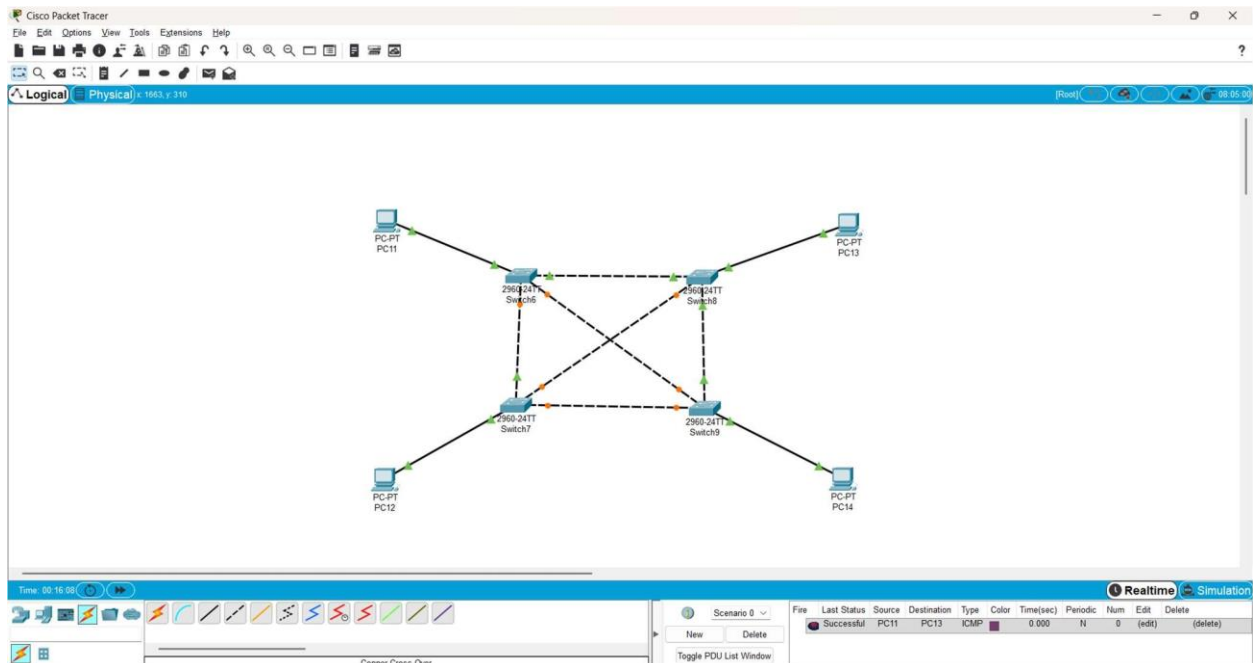 Cisco Packet Tracer
File Edit Options View Tools Extensions Help
?
Logical Physical x: 1663, y: 310 [Root] 08:05:00
PC-PT
PC11
PC-PT
PC13
2960-24TT
Switch6
2960-24TT
Switch8
2960-24TT
Switch7
2960-24TT
Switch9
PC-PT
PC12
PC-PT
PC14
Time: 00:16:08 Realtime Simulation
Scenario 0 Fire Last Status Source Destination Type Color Time(sec) Periodic Num Edit Delete
New Delete Successful PC11 PC13 ICMP 0.000 N 0 (edit) (delete)
Toggle PDU List Window
Copper Cross-Over